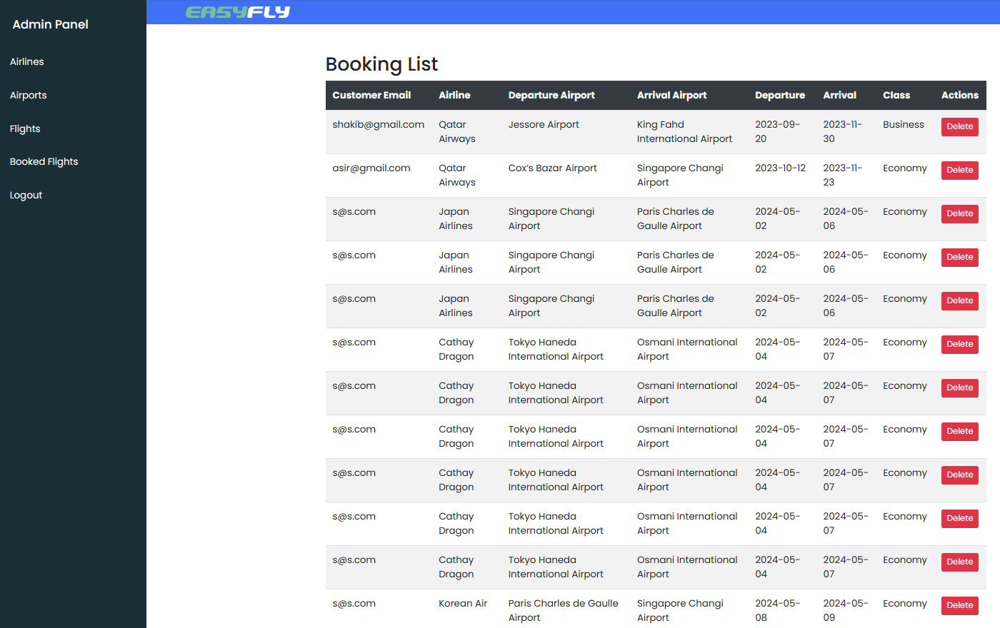 EASYFLY
Admin Panel
Airlines
Airports
Flights
Booked Flights
Logout
Booking List
Customer Email Airline Departure Airport Arrival Airport Departure Arrival Class Actions
shakib@gmail.com Qatar Jessore Airport King Fahd 2023-09- 2023-11- Business Delete
Airways International Airport 20 30
asir@gmail.com Qatar Cox's Bazar Airport Singapore Changi 2023-10-12 2023-11- Economy Delete
Airways Airport 23
s@s.com Japan Singapore Changi Paris Charles de 2024-05- 2024-05- Economy Delete
Airlines Airport Gaulle Airport 02 06
s@s.com Japan Singapore Changi Paris Charles de 2024-05- 2024-05- Economy Delete
Airlines Airport Gaulle Airport 02 06
s@s.com Japan Singapore Changi Paris Charles de 2024-05- 2024-05- Economy Delete
Airlines Airport Gaulle Airport 02 06
s@s.com Cathay Tokyo Haneda Osmani International 2024-05- 2024-05- Economy Delete
Dragon International Airport Airport 04 07
s@s.com Cathay Tokyo Haneda Osmani International 2024-05- 2024-05- Economy Delete
Dragon International Airport Airport 04 07
s@s.com Cathay Tokyo Haneda Osmani International 2024-05- 2024-05- Economy Delete
Dragon International Airport Airport 04 07
s@s.com Cathay Tokyo Haneda Osmani International 2024-05- 2024-05- Economy Delete
Dragon International Airport Airport 04 07
s@s.com Cathay Tokyo Haneda Osmani International 2024-05- 2024-05- Economy Delete
Dragon International Airport Airport 04 07
s@s.com Cathay Tokyo Haneda Osmani International 2024-05- 2024-05- Economy Delete
Dragon International Airport Airport 04 07
s@s.com Korean Air Paris Charles de Gaulle Singapore Changi 2024-05- 2024-05- Economy Delete
Airport Airport 08 09